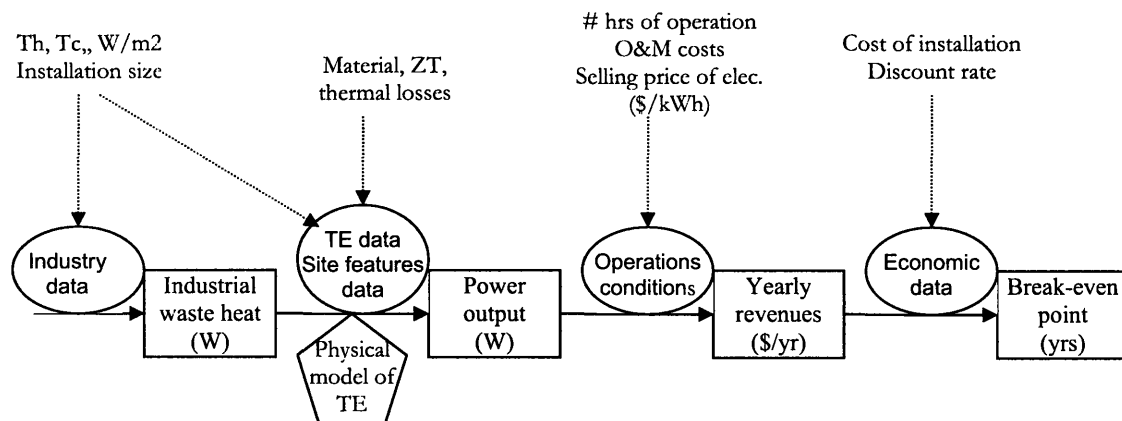 Th, Tc,, W/m2
Installation size
Material, ZT,
thermal losses
# hrs of operation
O&M costs
Selling price of elec.
($/kWh)
Cost of installation
Discount rate
Industry
data
Industrial
waste heat
(W)
TE data
Site features
data
Physical
model of
TE
Power
output
(W)
Operations
conditions
Yearly
revenues
($/yr)
Economic
data
Break-even
point
(yrs)